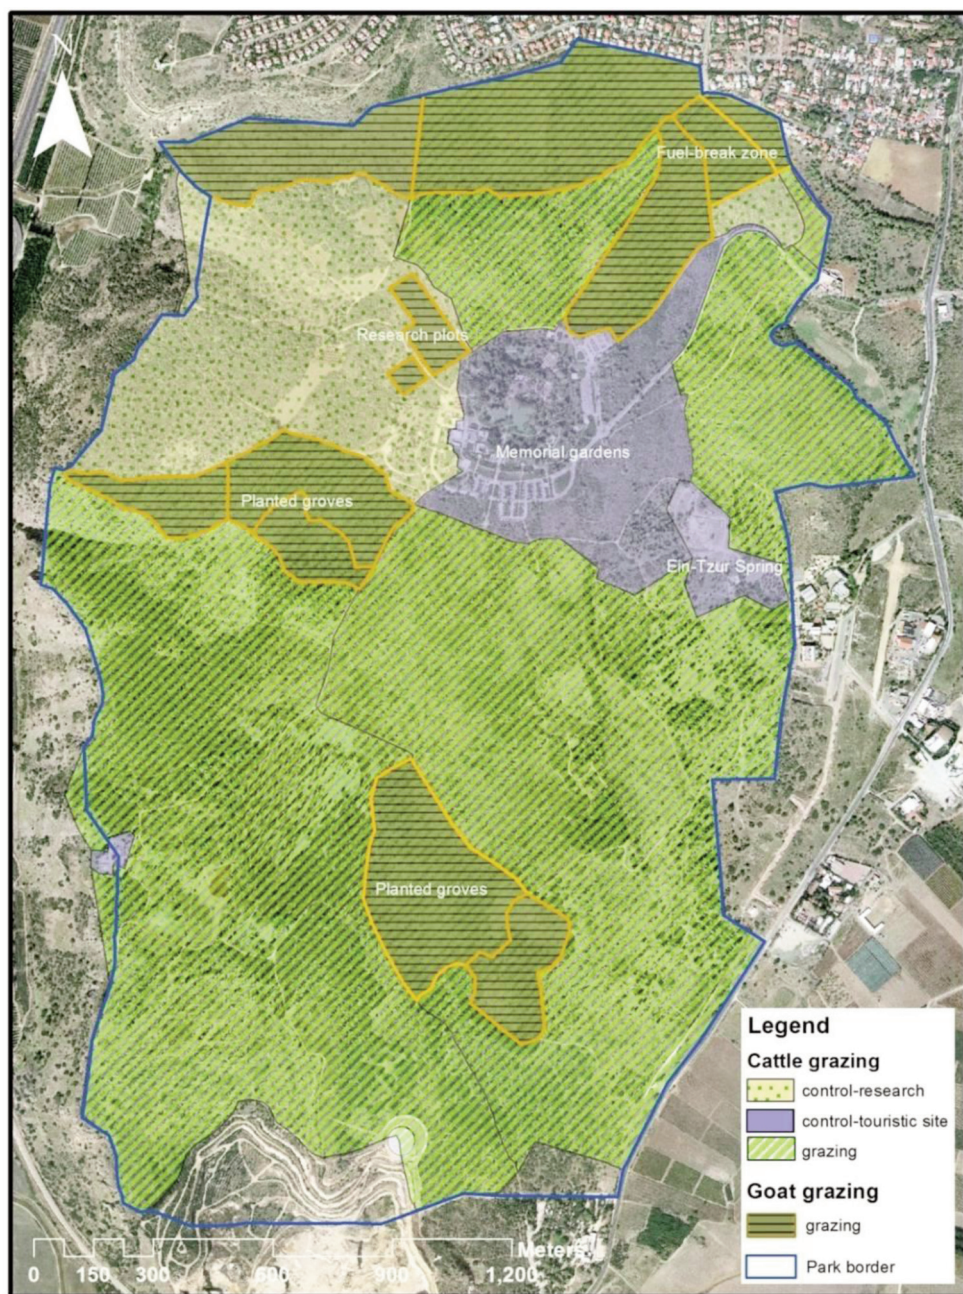 N
Fuel-break zone
Research plots
Memorial gardens
Planted groves
Ein-Tzur Spring
Planted groves
Legend
Cattle grazing
control-research
control-touristic site
grazing
Goat grazing
grazing
Park border
Meters
0 150 300 600 900 1,200